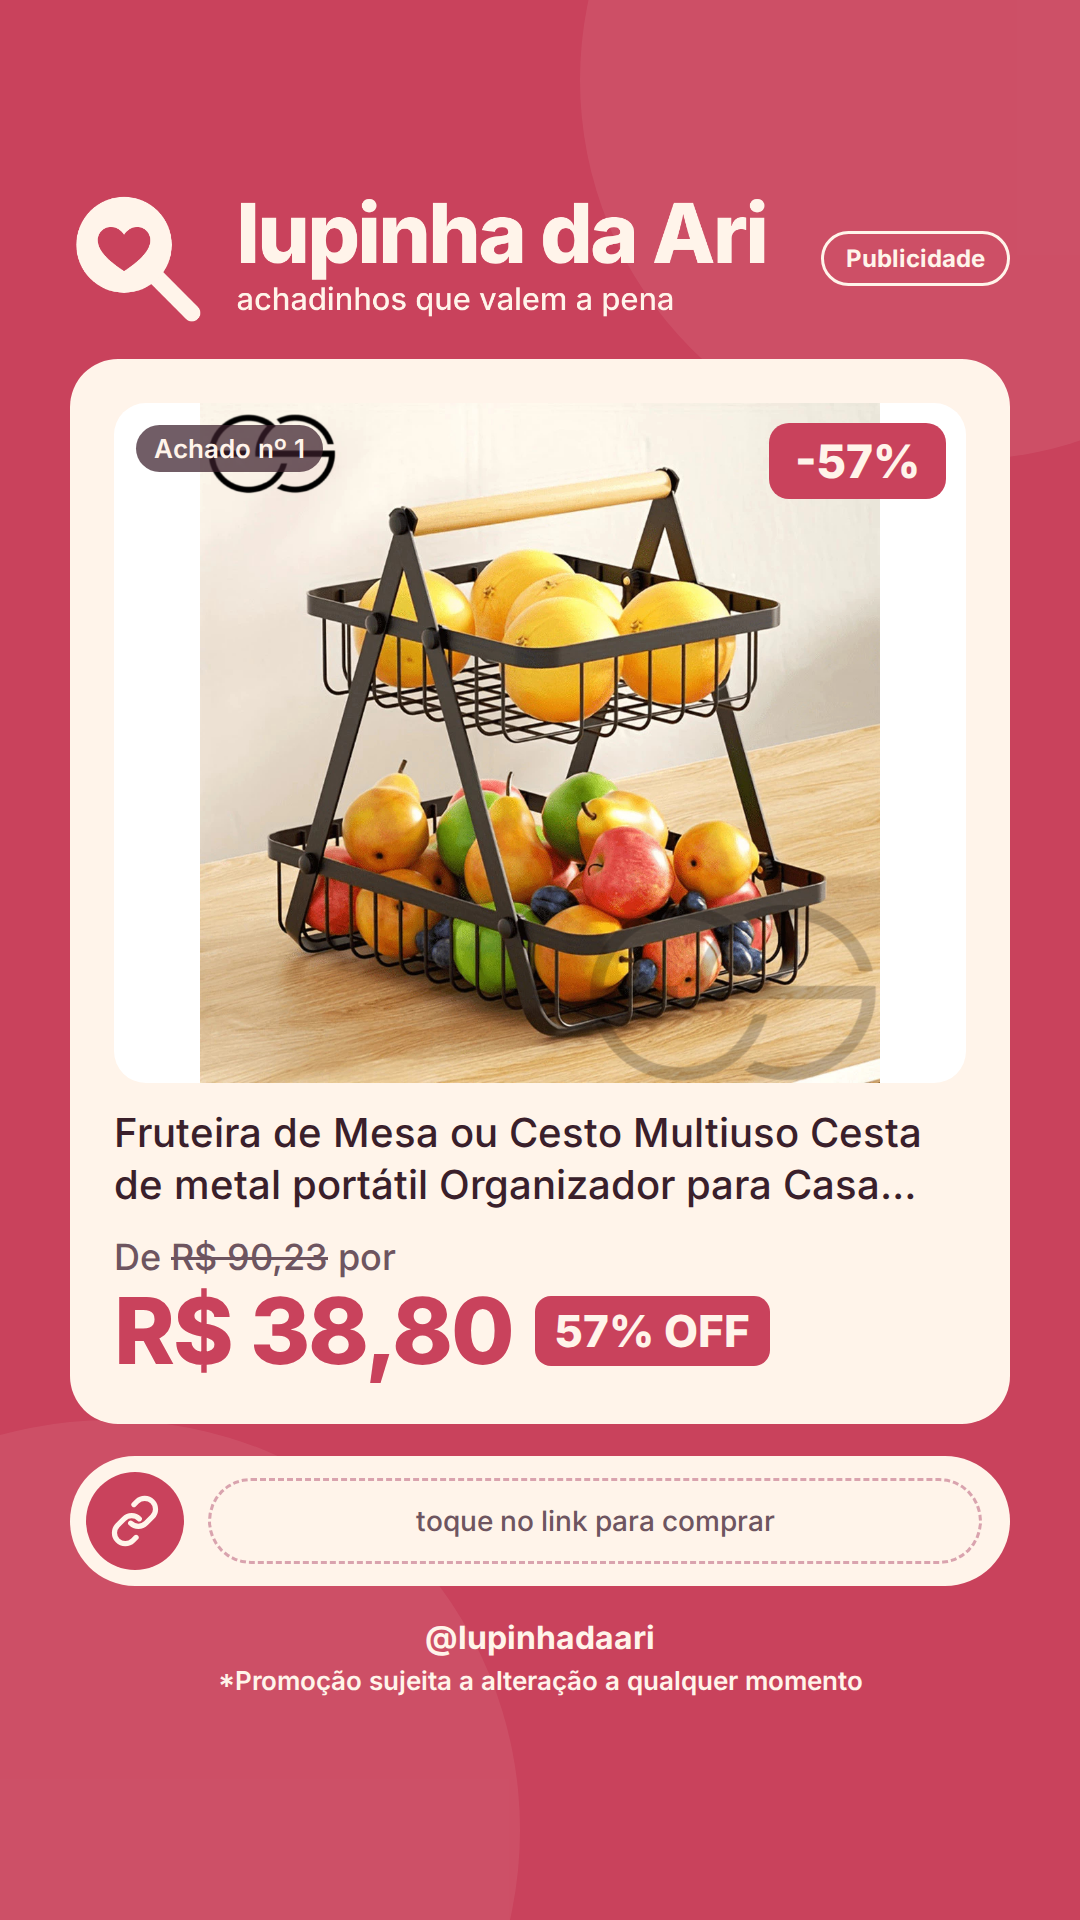 lupinha da Ari
achadinhos que valem a pena
Publicidade
Achado nº 1
-57%
Fruteira de Mesa ou Cesto Multiuso Cesta
de metal portátil Organizador para Casa...
De R$ 90,23 por
R$ 38,80
57% OFF
toque no link para comprar
@lupinhadaari
*Promoção sujeita a alteração a qualquer momento